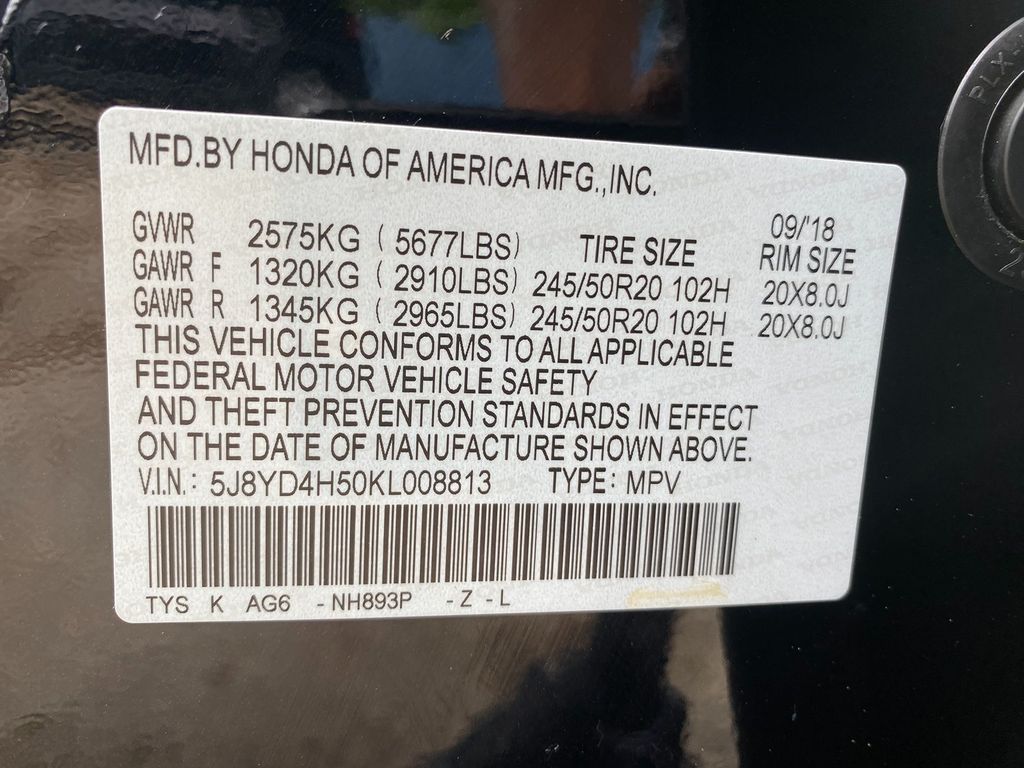 MFD.BY HONDA OF AMERICA MFG.,INC.
09/'18
GVWR 2575KG ( 5677LBS) TIRE SIZE RIM SIZE
GAWR F 1320KG ( 2910LBS) 245/50R20 102H 20X8.0J
GAWR R 1345KG ( 2965LBS) 245/50R20 102H 20X8.0J
THIS VEHICLE CONFORMS TO ALL APPLICABLE
FEDERAL MOTOR VEHICLE SAFETY
AND THEFT PREVENTION STANDARDS IN EFFECT
ON THE DATE OF MANUFACTURE SHOWN ABOVE.
V.I.N.: 5J8YD4H50KL008813 TYPE: MPV
TYS K AG6 - NH893P - Z - L
PLX